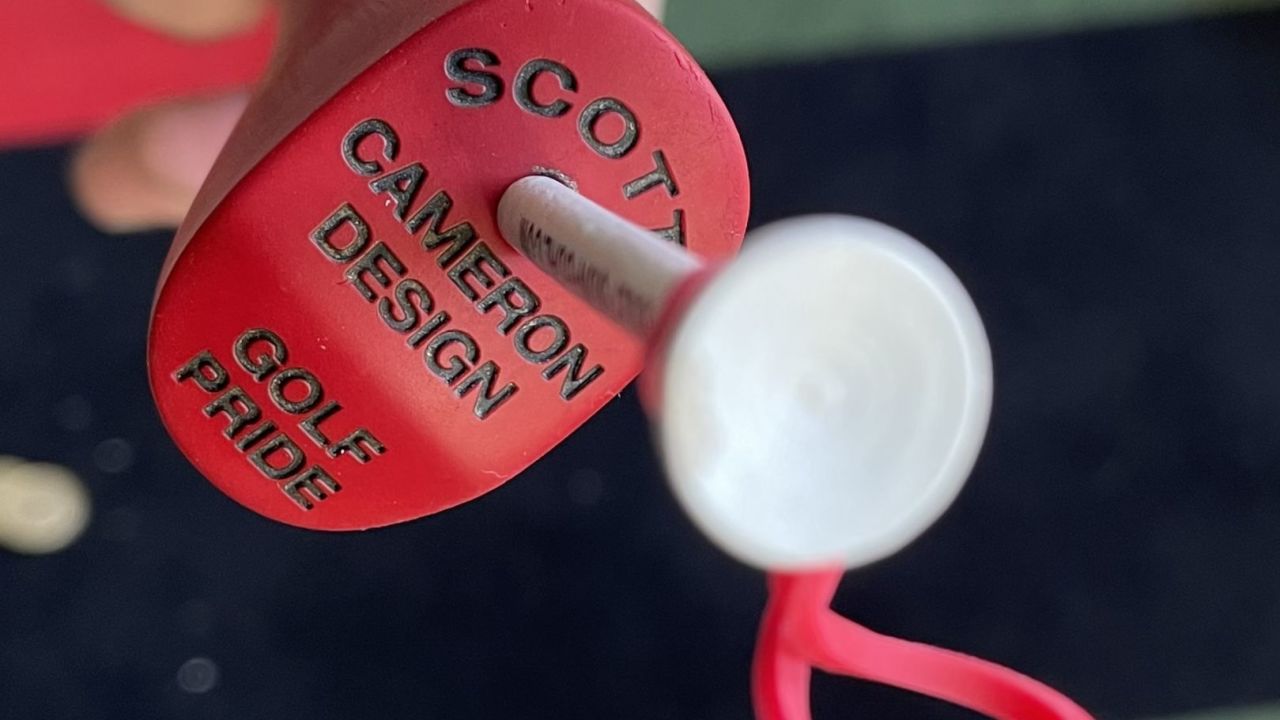 SCOTTY
CAMERON
DESIGN
GOLF
PRIDE